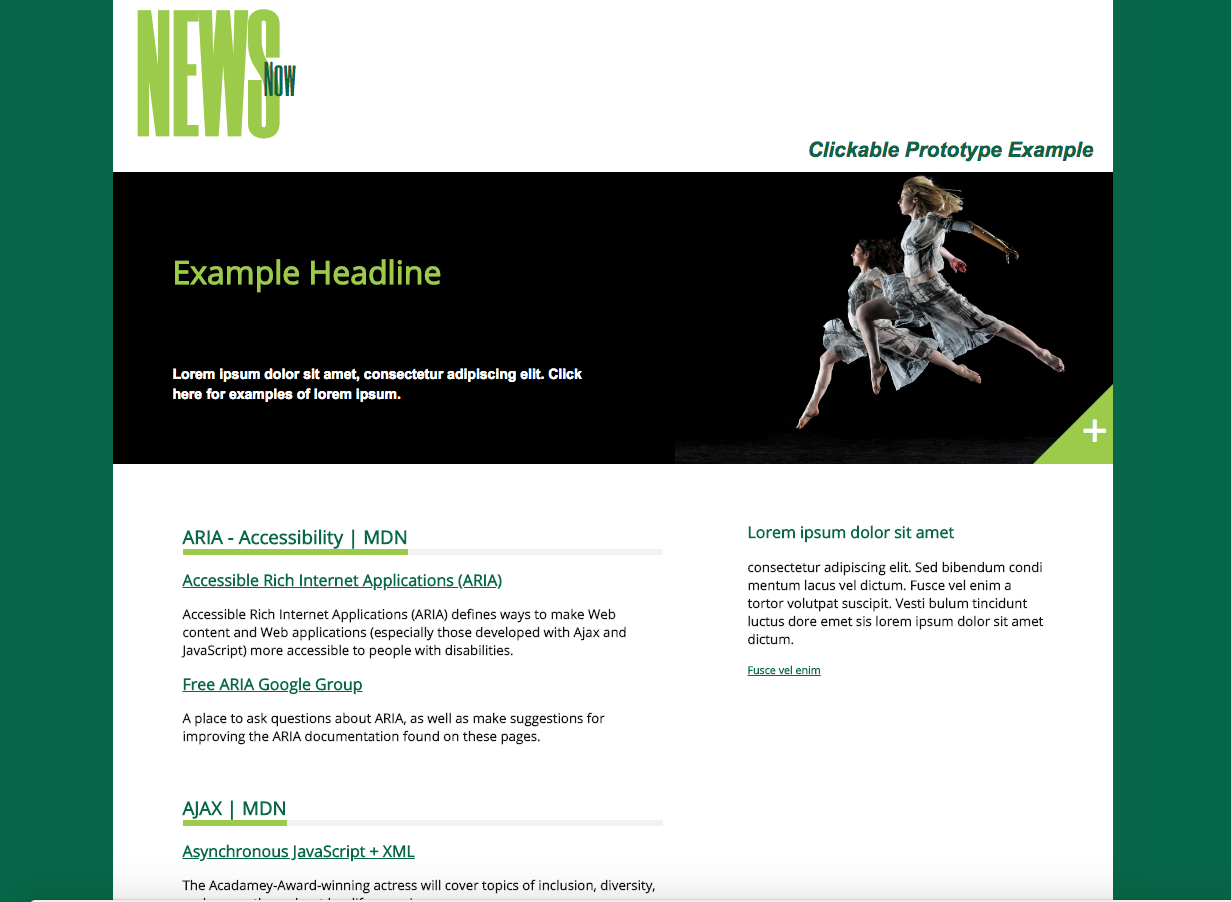 NEWS
Now
Clickable Prototype Example
Example Headline
Lorem ipsum dolor sit amet, consectetur adipiscing elit. Click
here for examples of lorem ipsum.
+
ARIA - Accessibility | MDN
Accessible Rich Internet Applications (ARIA)
Accessible Rich Internet Applications (ARIA) defines ways to make Web
content and Web applications (especially those developed with Ajax and
JavaScript) more accessible to people with disabilities.
Free ARIA Google Group
A place to ask questions about ARIA, as well as make suggestions for
improving the ARIA documentation found on these pages.
AJAX | MDN
Asynchronous JavaScript + XML
The Acadamey-Award-winning actress will cover topics of inclusion, diversity,
Lorem ipsum dolor sit amet
consectetur adipiscing elit. Sed bibendum condi
mentum lacus vel dictum. Fusce vel enim a
tortor volutpat suscipit. Vesti bulum tincidunt
luctus dore emet sis lorem ipsum dolor sit amet
dictum.
Fusce vel enim